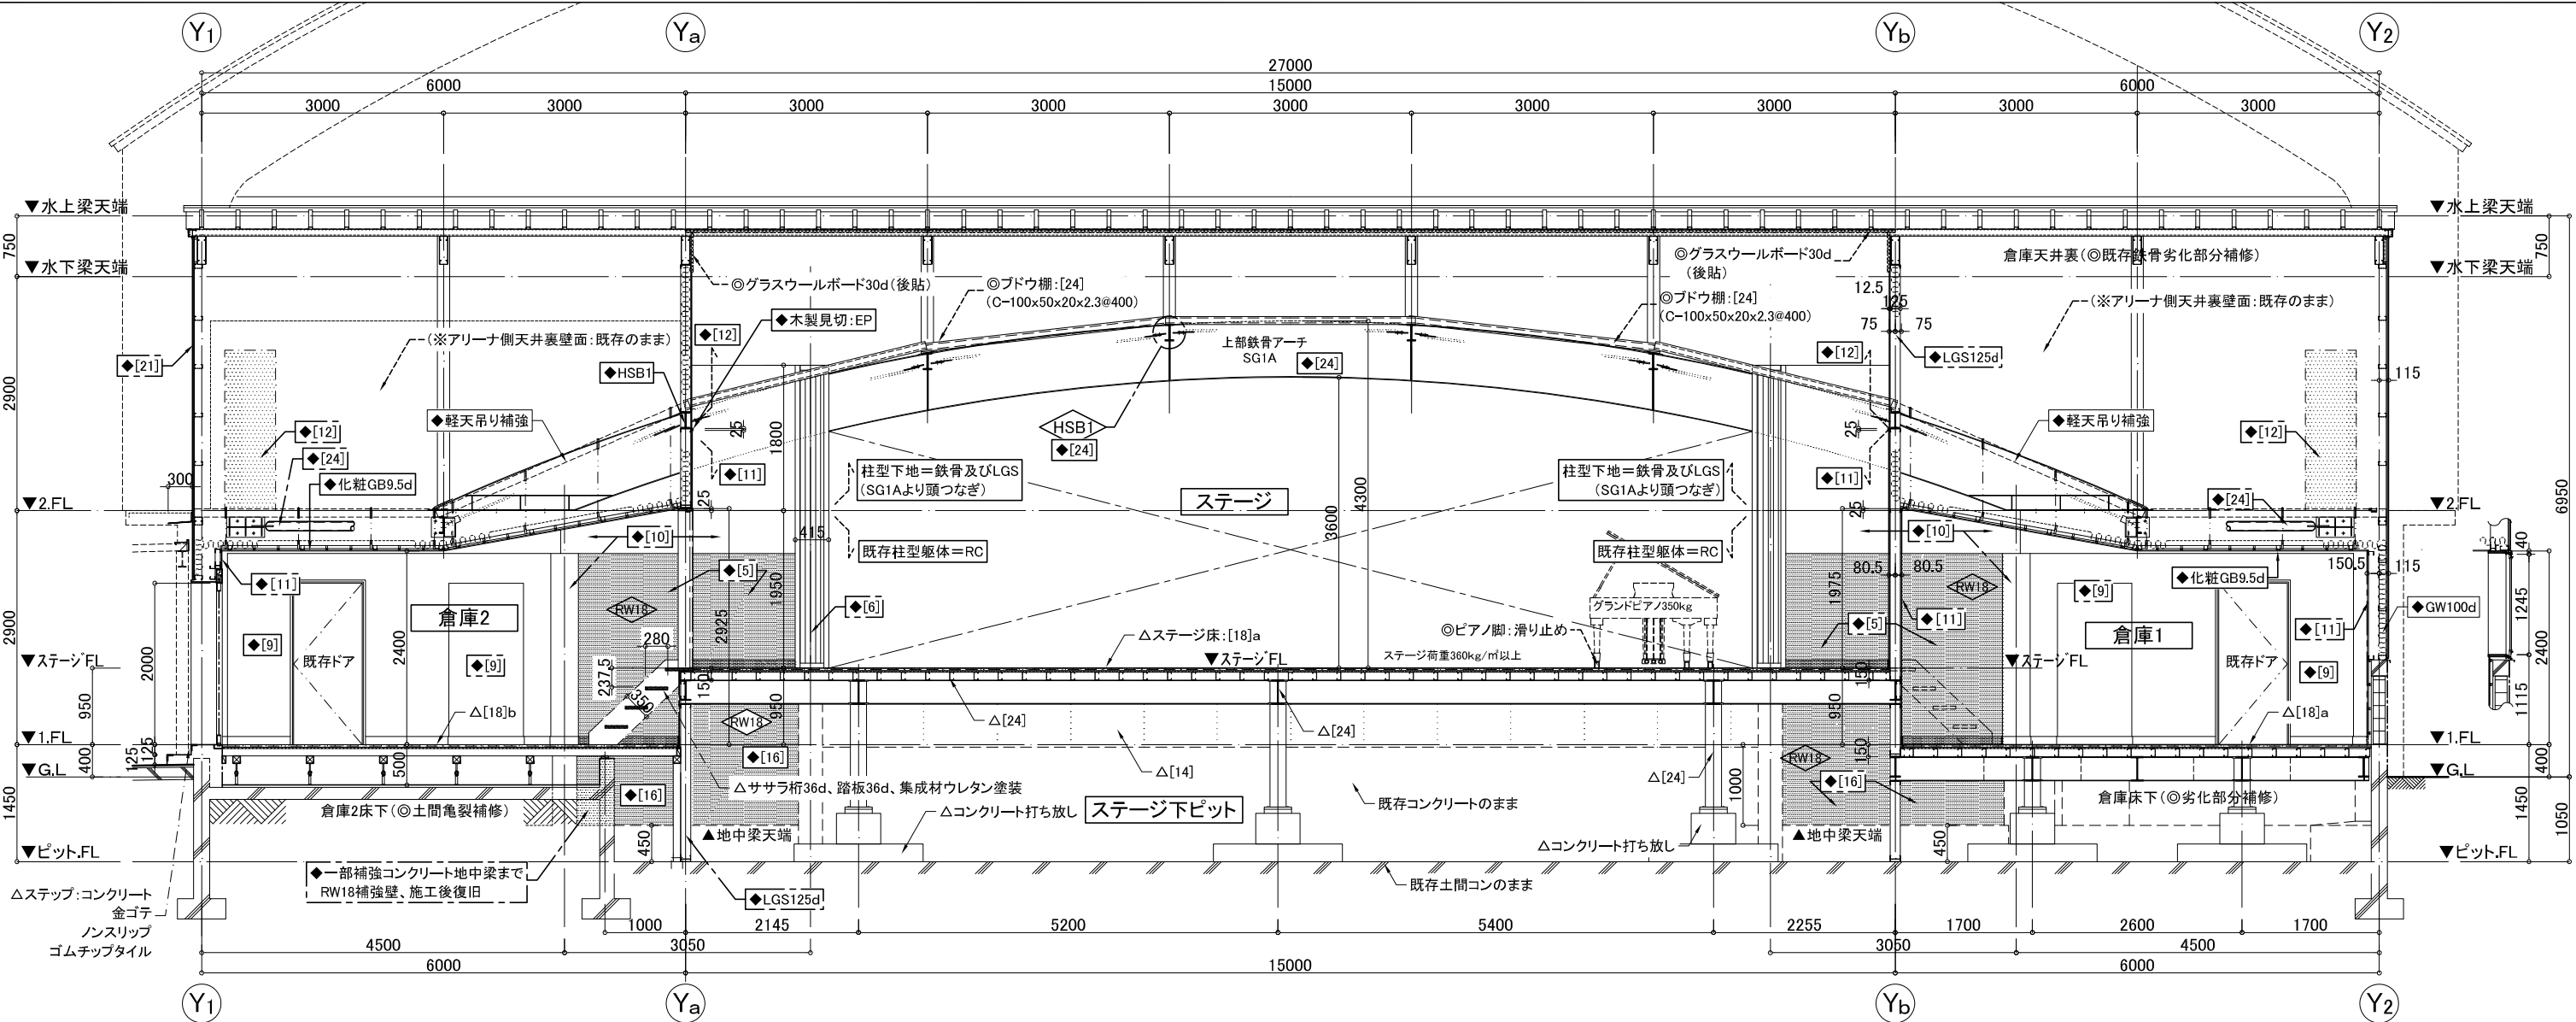 Y1
Ya
Yb
Y2
27000
6000
15000
6000
3000
3000
3000
3000
3000
3000
3000
3000
3000
▼水上梁天端
▼水上梁天端
750
750
▼水下梁天端
▼水下梁天端
◎グラスウールボード30d(後貼)
◎ブドウ棚:[24]
(C-100x50x20x2.3@400)
◎グラスウールボード30d
(後貼)
◎ブドウ棚:[24]
(C-100x50x20x2.3@400)
倉庫天井裏(◎既存鉄骨劣化部分補修)
12.5
125
75
75
◆木製見切:EP
◆[12]
(※アリーナ側天井裏壁面:既存のまま)
(※アリーナ側天井裏壁面:既存のまま)
◆[21]
◆HSB1
上部鉄骨アーチ
SG1A
◆[24]
◆[12]
◆LGS125d
115
2900
◆軽天吊り補強
◆軽天吊り補強
◆[12]
◆[24]
◆化粧GB9.5d
300
25
1800
◆[11]
HSB1
◆[24]
25
◆[11]
◆[12]
◆[24]
柱型下地=鉄骨及びLGS
(SG1Aより頭つなぎ)
柱型下地=鉄骨及びLGS
(SG1Aより頭つなぎ)
ステージ
4300
3600
6950
▼2.FL
▼2.FL
25
25
◆[10]
415
既存柱型躯体=RC
既存柱型躯体=RC
◆[10]
40
150.5
115
80.5
80.5
◆[11]
◆[5]
1950
2925
RW18
◆[6]
倉庫2
◆[9]
既存ドア
◆[9]
2400
2000
2900
280
237.5
350
150
950
グランドピアノ350kg
◎ピアノ脚:滑り止め
△ステージ床:[18]a
▼ステージFL
ステージ荷重360kg/㎡以上
1975
◆[5]
◆[11]
RW18
◆[9]
倉庫1
◆化粧GB9.5d
◆GW100d
◆[11]
既存ドア
◆[9]
1245
2400
1115
▼ステージFL
▼ステージFL
950
150
950
150
△[18]b
△[18]a
▼1.FL
▼1.FL
125
125
400
▼G.L
▼G.L
400
500
RW18
◆[16]
◆[16]
△[24]
△[24]
△[14]
△[24]
RW18
◆[16]
1000
△ササラ桁36d、踏板36d、集成材ウレタン塗装
倉庫2床下(◎土間亀裂補修)
△コンクリート打ち放し
ステージ下ピット
既存コンクリートのまま
倉庫床下(◎劣化部分補修)
1450
1450
1050
▲地中梁天端
▲地中梁天端
450
450
△コンクリート打ち放し
▼ピット.FL
▼ピット.FL
◆一部補強コンクリート地中梁まで
RW18補強壁、施工後復旧
既存土間コンのまま
◆LGS125d
△ステップ:コンクリート
金ゴテ
ノンスリップ
ゴムチップタイル
1000
2145
5200
5400
2255
1700
2600
1700
4500
3050
3050
4500
6000
15000
6000
Y1
Ya
Yb
Y2